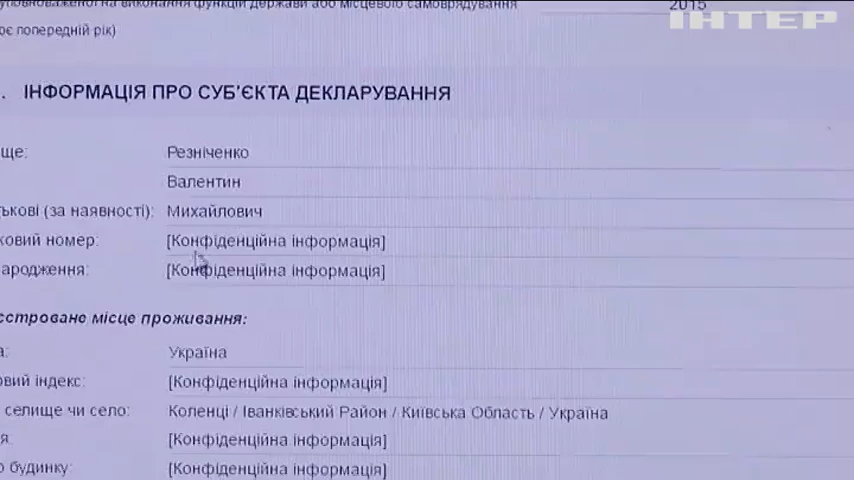 уповноваженої на виконання функцій держави або місцевого самоврядування 2015
ІНТЕР
ює попередній рік)
. ІНФОРМАЦІЯ ПРО СУБ'ЄКТА ДЕКЛАРУВАННЯ
ще: Резніченко
Валентин
ькові (за наявності): Михайлович
ковий номер: [Конфіденційна інформація]
ародження: [Конфіденційна інформація]
єстроване місце проживання:
а: Україна
овий індекс: [Конфіденційна інформація]
селище чи село: Коленці / Іванківський Район / Київська Область / Україна
я: [Конфіденційна інформація]
р будинку: [Конфіденційна інформація]